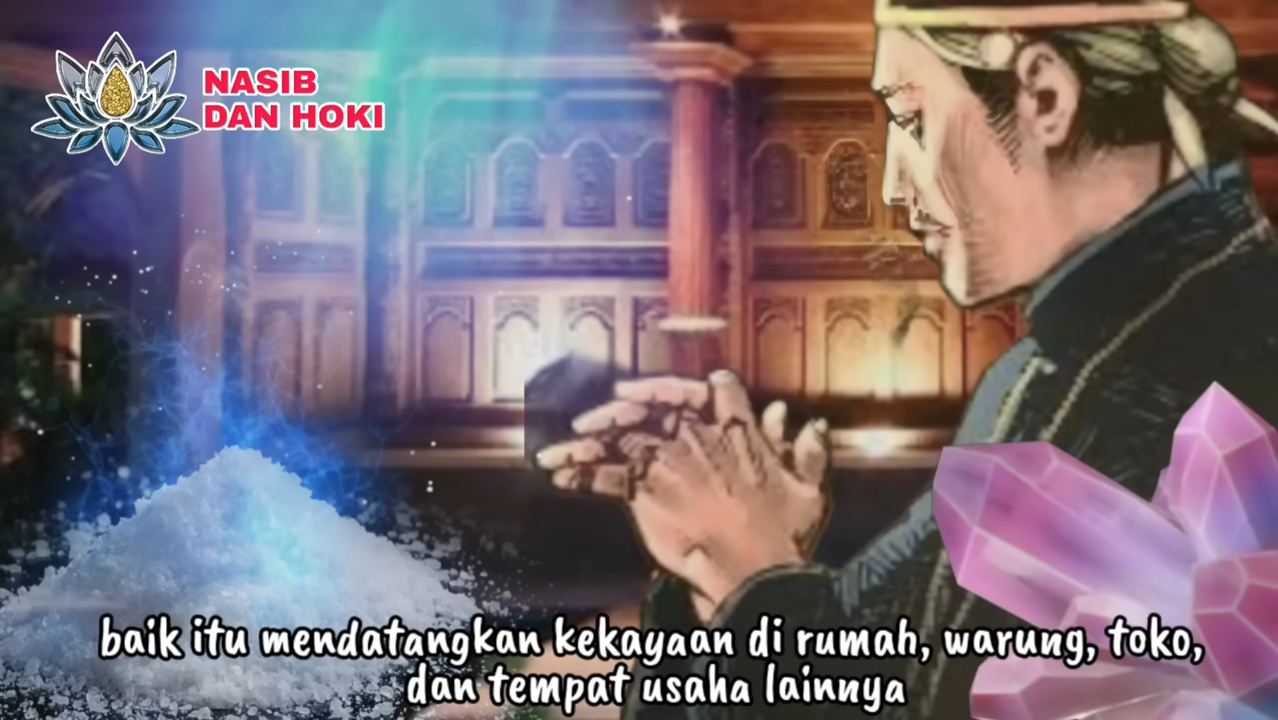 NASIB
DAN HOKI
baik itu mendatangkan kekayaan di rumah, warung, toko,
dan tempat usaha lainnya